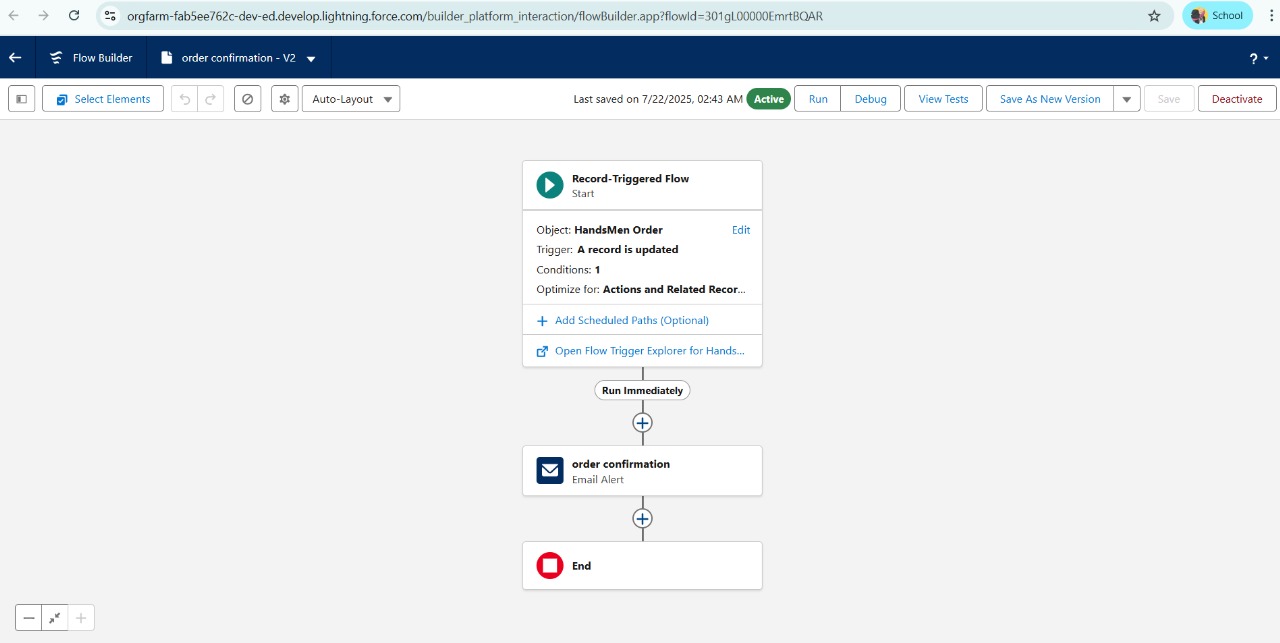 orgfarm-fab5ee762c-dev-ed.develop.lightning.force.com/builder_platform_interaction/flowBuilder.app?flowId=301gL00000EmrtBQAR
School
Flow Builder
order confirmation - V2
?
Select Elements
Auto-Layout
Last saved on 7/22/2025, 02:43 AM
Active
Run
Debug
View Tests
Save As New Version
Save
Deactivate
Record-Triggered Flow
Start
Object: HandsMen Order
Edit
Trigger: A record is updated
Conditions: 1
Optimize for: Actions and Related Recor...
Add Scheduled Paths (Optional)
Open Flow Trigger Explorer for Hands...
Run Immediately
order confirmation
Email Alert
End